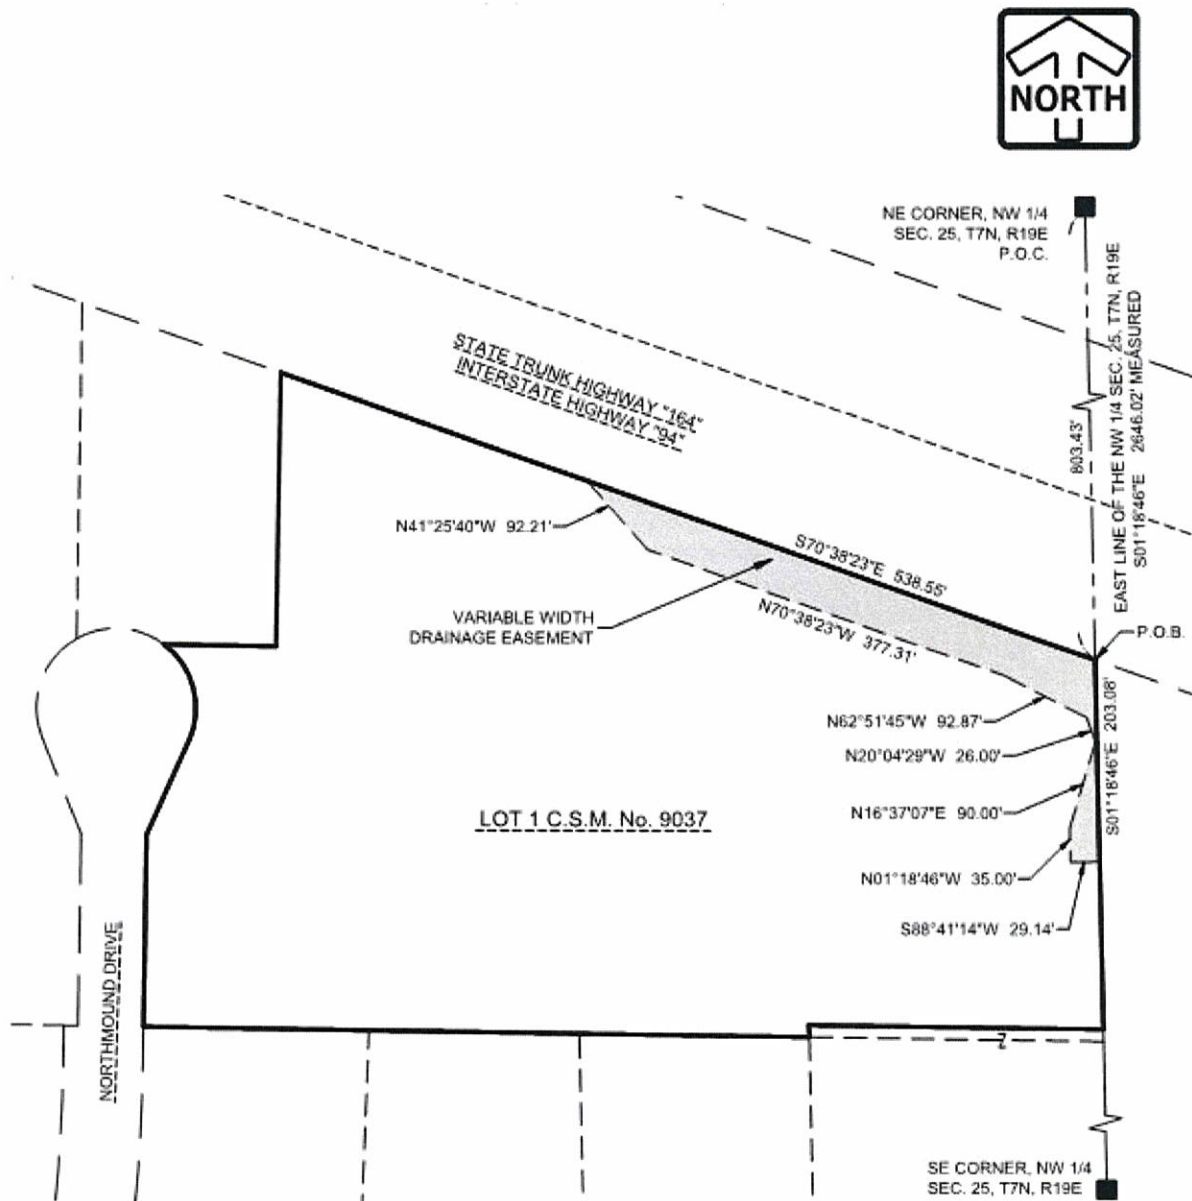 NORTH
NE CORNER, NW 1/4
SEC. 25, T7N, R19E
P.O.C.
EAST LINE OF THE NW 1/4 SEC. 25, T7N, R19E
S01°18'46"E 2646.02' MEASURED
803.43'
STATE TRUNK HIGHWAY "164"
INTERSTATE HIGHWAY "94"
N41°25'40"W 92.21'
S70°38'23"E 538.55'
VARIABLE WIDTH
DRAINAGE EASEMENT
N70°38'23"W 377.31'
P.O.B.
N62°51'45"W 92.87'
S01°18'46"E 203.08'
N20°04'29"W 26.00'
LOT 1 C.S.M. No. 9037
N16°37'07"E 90.00'
N01°18'46"W 35.00'
S88°41'14"W 29.14'
NORTHMOUND DRIVE
SE CORNER, NW 1/4
SEC. 25, T7N, R19E